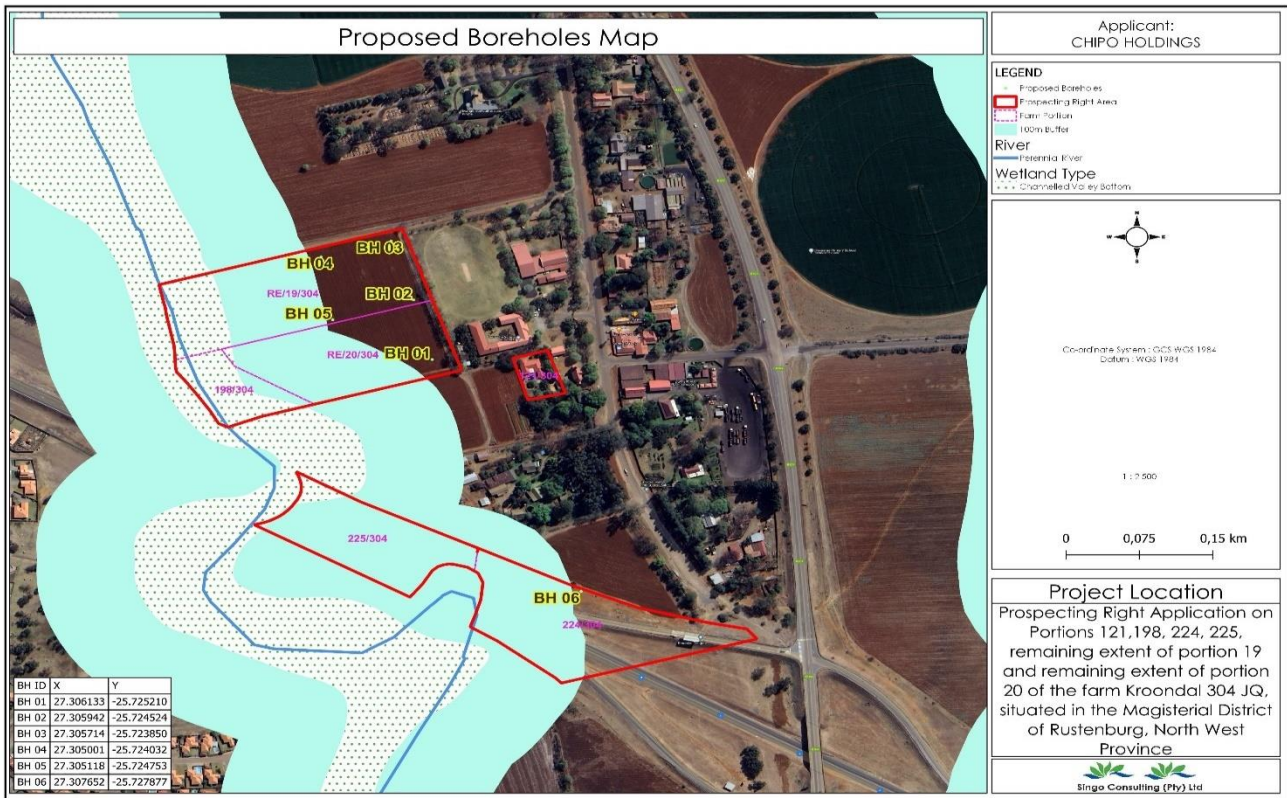 Proposed Boreholes Map
Applicant:
CHIPO HOLDINGS
LEGEND
Proposed Boreholes
Prospecting Right Area
Farm Portion
100m Buffer
River
Perennial River
Wetland Type
Channelled Valley Bottom
N
W E
S
Co-ordinate System : GCS WGS 1984
Datum : WGS 1984
1 : 2 500
0 0,075 0,15 km
Project Location
Prospecting Right Application on
Portions 121,198, 224, 225,
remaining extent of portion 19
and remaining extent of portion
20 of the farm Kroondal 304 JQ,
situated in the Magisterial District
of Rustenburg, North West
Province
Singo Consulting (Pty) Ltd
BH 03
BH 04
RE/19/304
BH 02
BH 05
RE/20/304
BH 01
198/304
225/304
BH 06
224/304
BH ID X Y
BH 01 27.306133 -25.725210
BH 02 27.305942 -25.724524
BH 03 27.305714 -25.723850
BH 04 27.305001 -25.724032
BH 05 27.305118 -25.724753
BH 06 27.307652 -25.727877